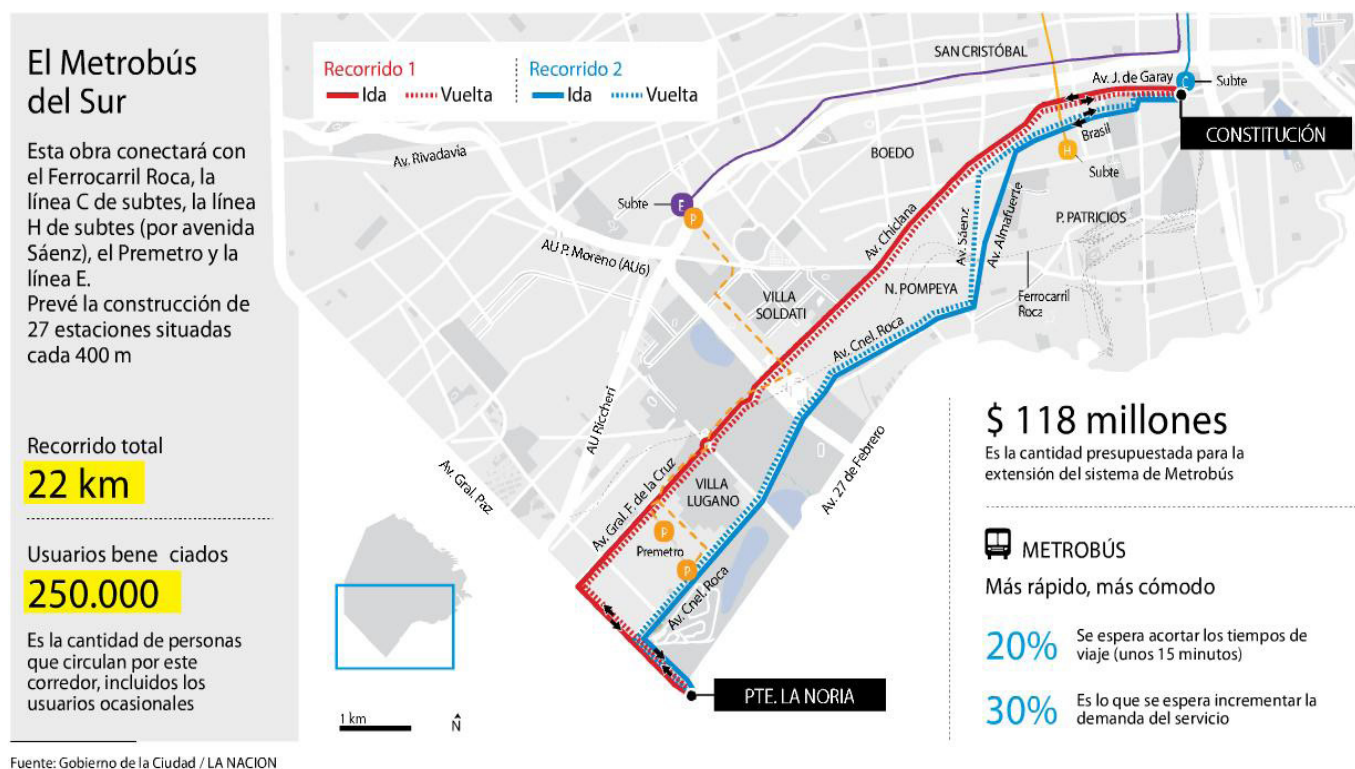 El Metrobús
del Sur
Esta obra conectará con
el Ferrocarril Roca, la
línea C de subtes, la línea
H de subtes (por avenida
Sáenz), el Premetro y la
línea E.
Prevé la construcción de
27 estaciones situadas
cada 400 m
Recorrido total
22 km
Usuarios bene ciados
250.000
Es la cantidad de personas
que circulan por este
corredor, incluidos los
usuarios ocasionales
Fuente: Gobierno de la Ciudad / LA NACION
Recorrido 1
Ida
Vuelta
Recorrido 2
Ida
Vuelta
SAN CRISTÓBAL
Av. J. de Garay
C
Subte
CONSTITUCIÓN
Brasil
Av. Rivadavia
BOEDO
H
Subte
Subte
E
P
Av. Chiclana
Av. Sáenz
Av. Almafuerte
P. PATRICIOS
AU P. Moreno (AU6)
VILLA
SOLDATI
N. POMPEYA
Ferrocarril
Roca
Av. Cnel. Roca
AU Riccheri
Av. Gral. Paz
Av. Gral. F. de la Cruz
VILLA
LUGANO
Av. 27 de Febrero
P
Premetro
P
Av. Cnel. Roca
PTE. LA NORIA
1 km
N
$ 118 millones
Es la cantidad presupuestada para la
extensión del sistema de Metrobús
METROBÚS
Más rápido, más cómodo
20%
Se espera acortar los tiempos de
viaje (unos 15 minutos)
30%
Es lo que se espera incrementar la
demanda del servicio